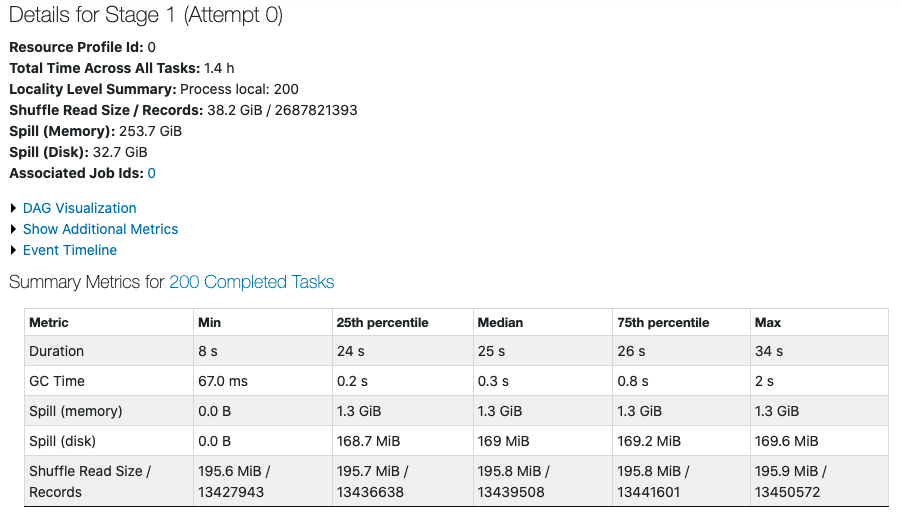 Details for Stage 1 (Attempt 0)
Resource Profile Id: 0
Total Time Across All Tasks: 1.4 h
Locality Level Summary: Process local: 200
Shuffle Read Size / Records: 38.2 GiB / 2687821393
Spill (Memory): 253.7 GiB
Spill (Disk): 32.7 GiB
Associated Job Ids: 0
DAG Visualization
Show Additional Metrics
Event Timeline
Summary Metrics for 200 Completed Tasks
Metric Min 25th percentile Median 75th percentile Max
Duration 8 s 24 s 25 s 26 s 34 s
GC Time 67.0 ms 0.2 s 0.3 s 0.8 s 2 s
Spill (memory) 0.0 B 1.3 GiB 1.3 GiB 1.3 GiB 1.3 GiB
Spill (disk) 0.0 B 168.7 MiB 169 MiB 169.2 MiB 169.6 MiB
Shuffle Read Size / 195.6 MiB / 195.7 MiB / 195.8 MiB / 195.8 MiB / 195.9 MiB /
Records 13427943 13436638 13439508 13441601 13450572